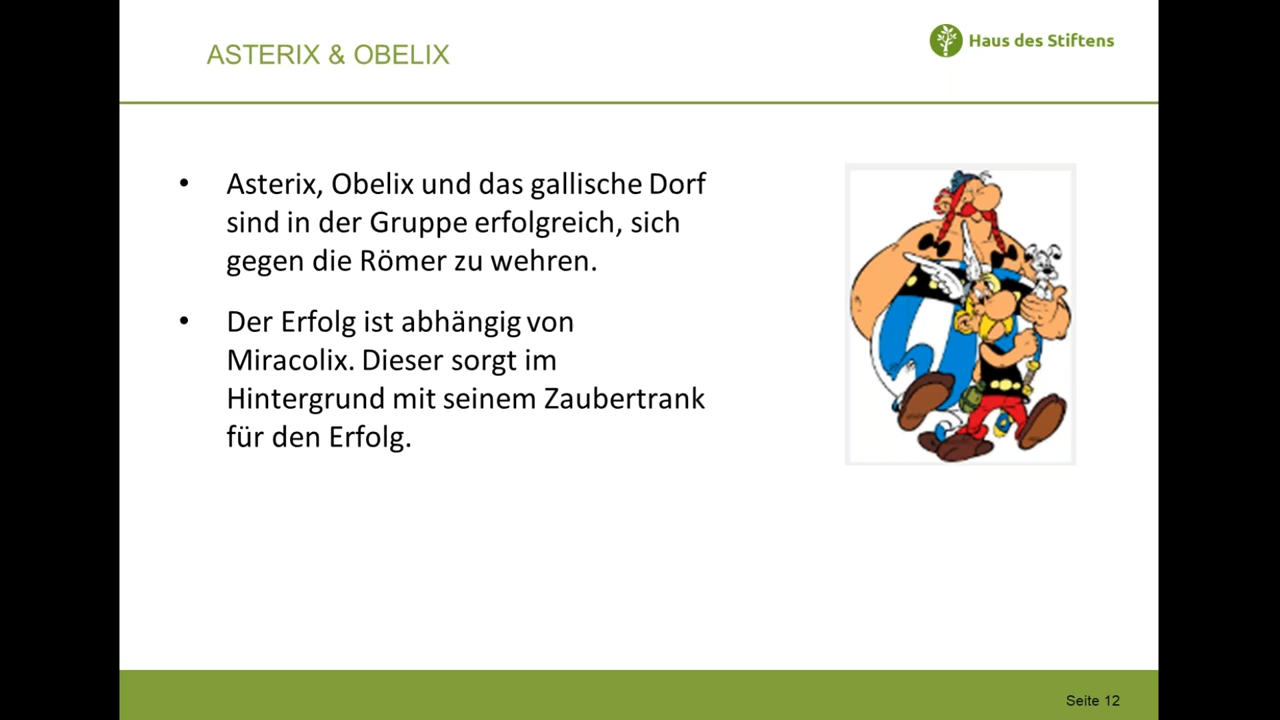 ASTERIX & OBELIX
Haus des Stiftens
• Asterix, Obelix und das gallische Dorf
sind in der Gruppe erfolgreich, sich
gegen die Römer zu wehren.
• Der Erfolg ist abhängig von
Miracolix. Dieser sorgt im
Hintergrund mit seinem Zaubertrank
für den Erfolg.
Seite 12